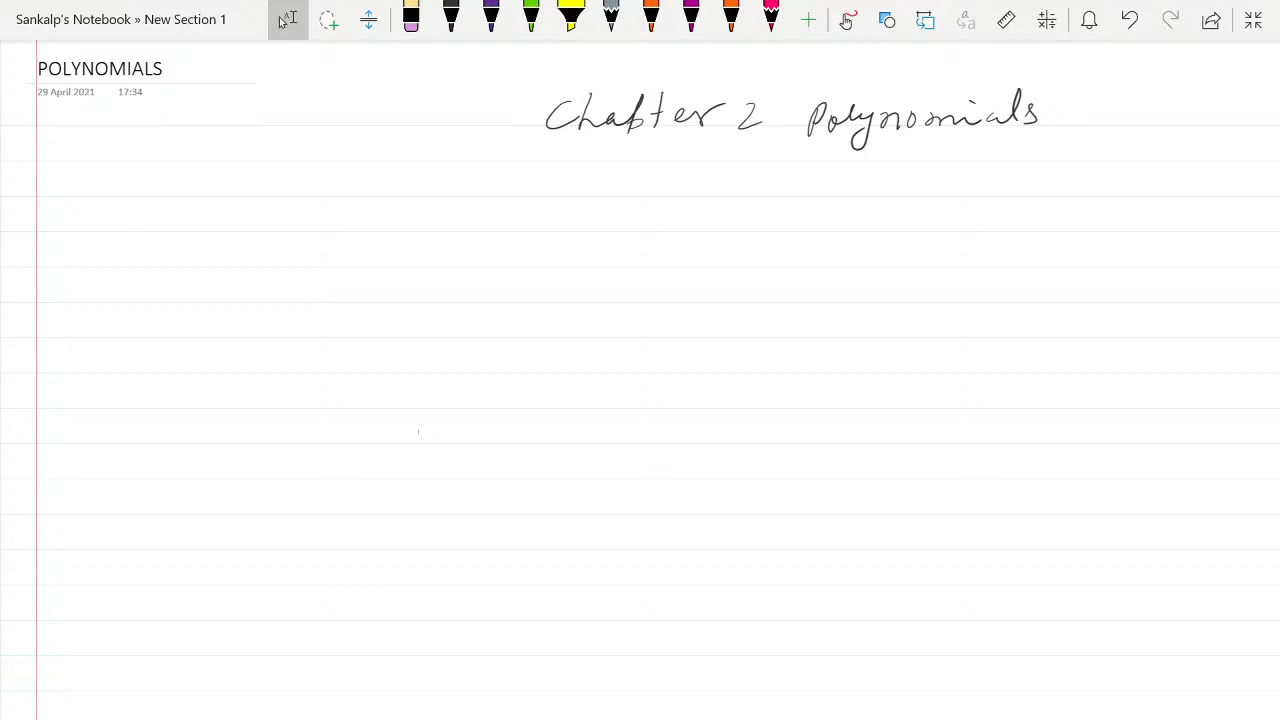 Sankalp's Notebook » New Section 1
POLYNOMIALS
29 April 2021 17:34
Chapter 2 Polynomials